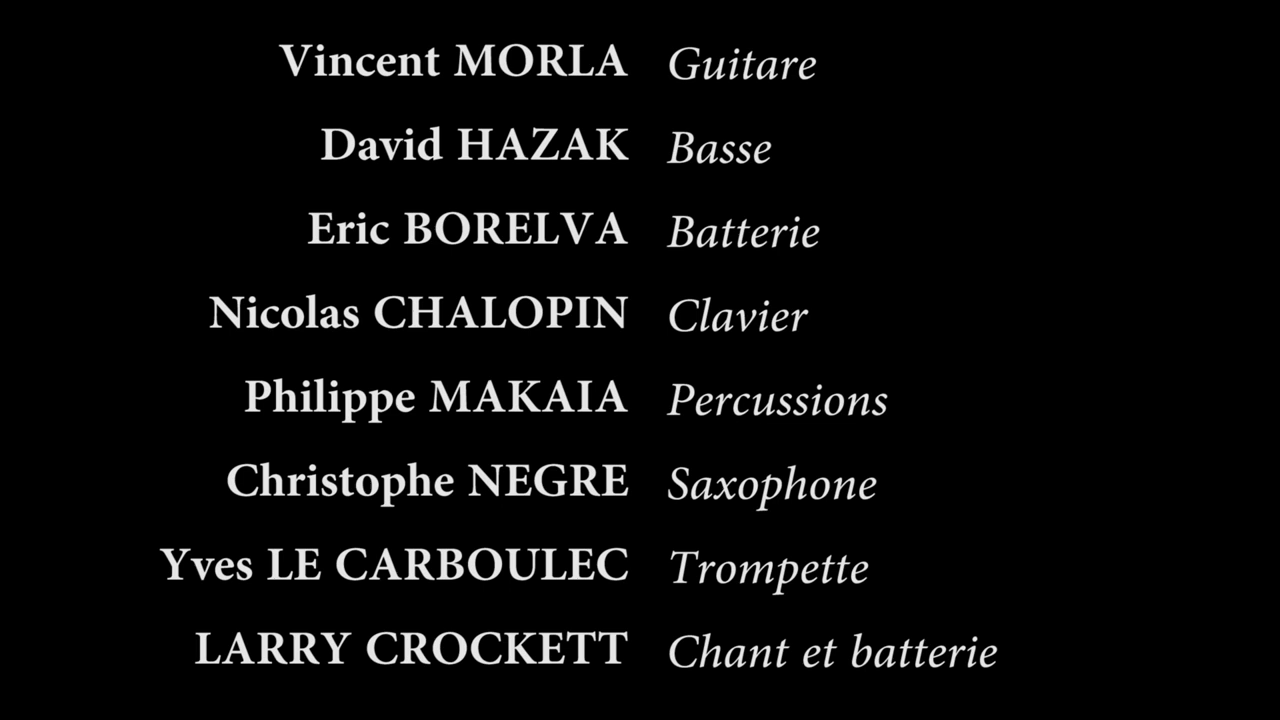 Vincent MORLA Guitare
David HAZAK Basse
Eric BORELVA Batterie
Nicolas CHALOPIN Clavier
Philippe MAKAIA Percussions
Christophe NEGRE Saxophone
Yves LE CARBOULEC Trompette
LARRY CROCKETT Chant et batterie